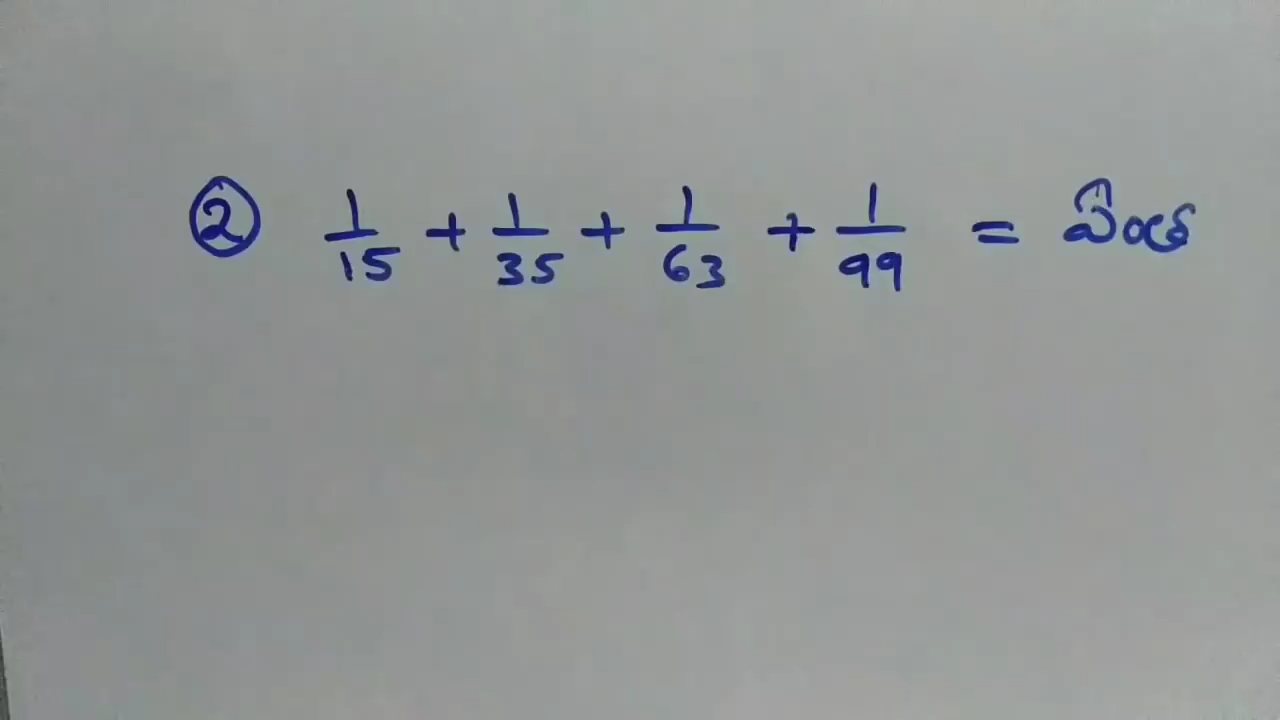 ② 1/15 + 1/35 + 1/63 + 1/99 =